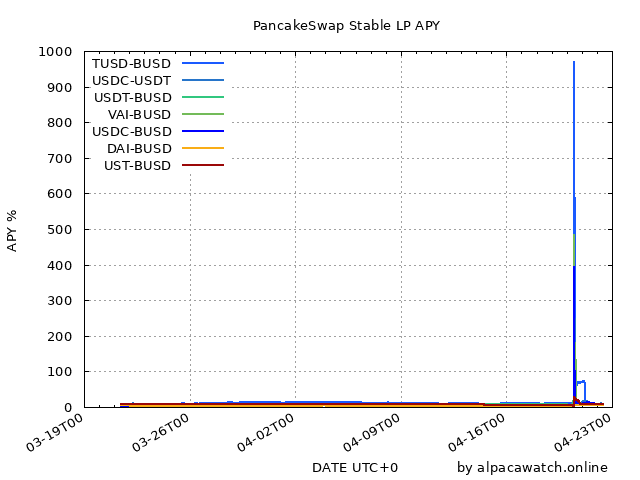 PancakeSwap Stable LP APY
1000
900
800
700
600
500
400
300
200
100
0
APY %
TUSD-BUSD
USDC-USDT
USDT-BUSD
VAI-BUSD
USDC-BUSD
DAI-BUSD
UST-BUSD
03-19T00
03-26T00
04-02T00
04-09T00
04-16T00
04-23T00
DATE UTC+0
by alpacawatch.online